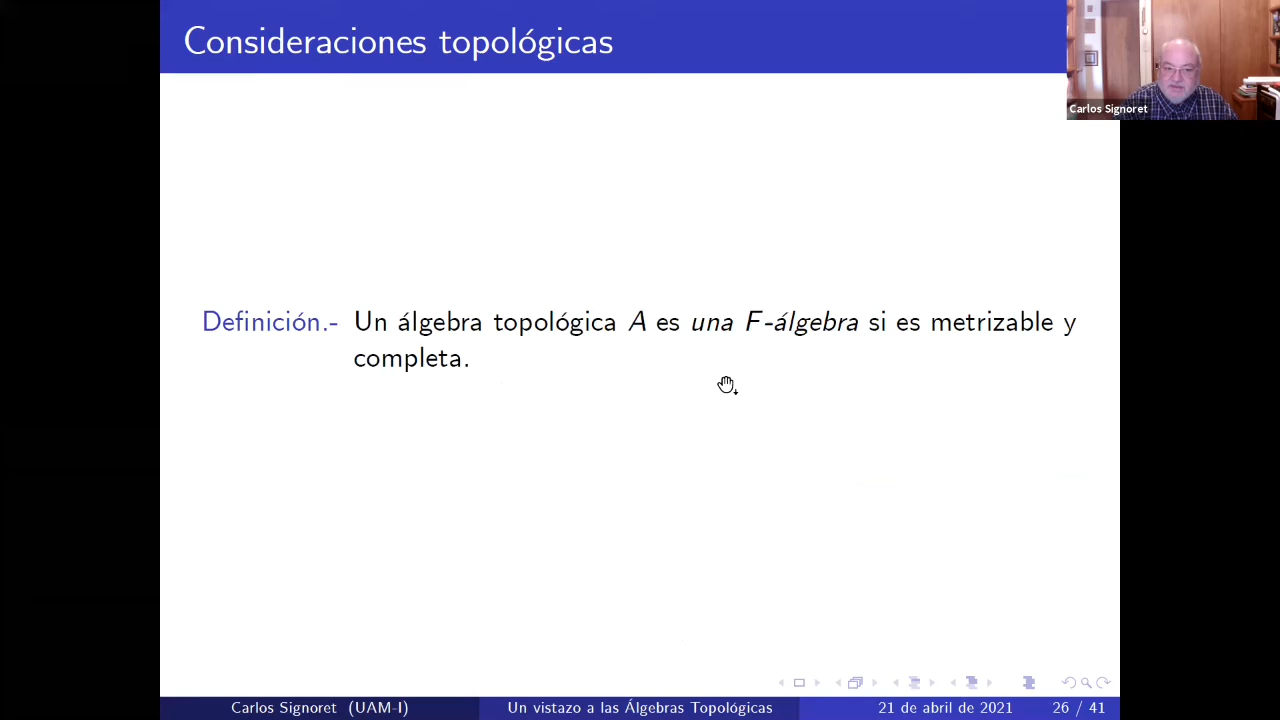 Consideraciones topológicas
Carlos Signoret
Definición.- Un álgebra topológica A es una F-álgebra si es metrizable y
completa.
Carlos Signoret (UAM-I)
Un vistazo a las Álgebras Topológicas
21 de abril de 2021
26 / 41